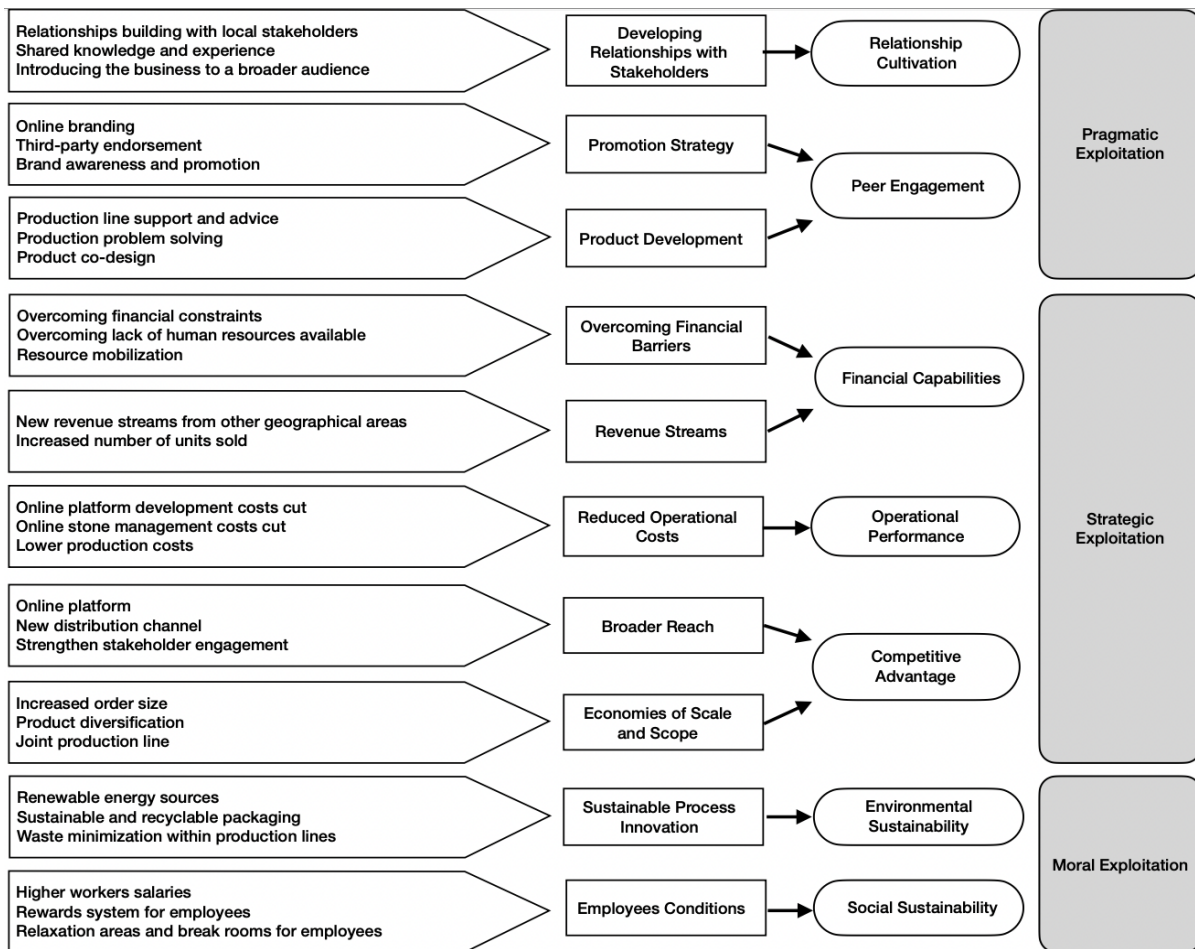 Relationships building with local stakeholders
Shared knowledge and experience
Introducing the business to a broader audience
Developing
Relationships with
Stakeholders
Relationship
Cultivation
Online branding
Third-party endorsement
Brand awareness and promotion
Promotion Strategy
Peer Engagement
Production line support and advice
Production problem solving
Product co-design
Product Development
Pragmatic
Exploitation
Overcoming financial constraints
Overcoming lack of human resources available
Resource mobilization
Overcoming Financial
Barriers
Financial Capabilities
New revenue streams from other geographical areas
Increased number of units sold
Revenue Streams
Online platform development costs cut
Online stone management costs cut
Lower production costs
Reduced Operational
Costs
Operational
Performance
Online platform
New distribution channel
Strengthen stakeholder engagement
Broader Reach
Competitive
Advantage
Increased order size
Product diversification
Joint production line
Economies of Scale
and Scope
Strategic
Exploitation
Renewable energy sources
Sustainable and recyclable packaging
Waste minimization within production lines
Sustainable Process
Innovation
Environmental
Sustainability
Higher workers salaries
Rewards system for employees
Relaxation areas and break rooms for employees
Employees Conditions
Social Sustainability
Moral Exploitation